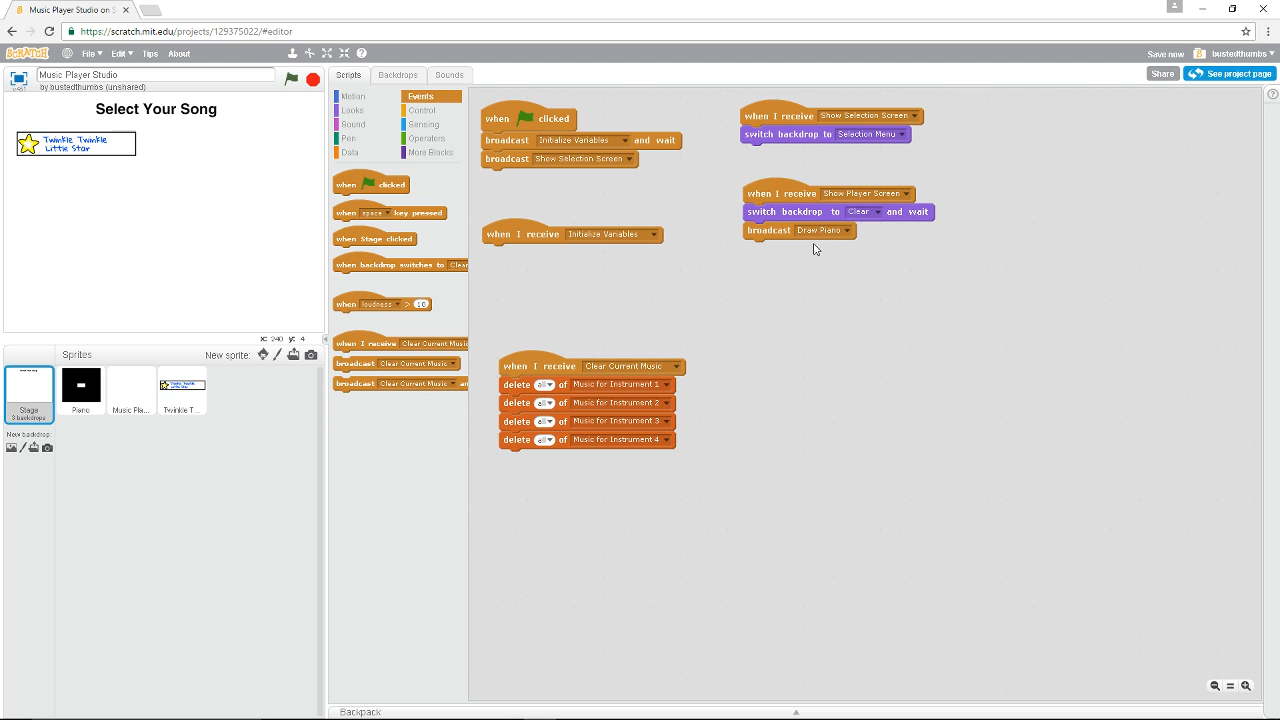 Music Player Studio on S
https://scratch.mit.edu/projects/129375022/#editor
SCRATCH File Edit Tips About Save now bustedthumbs
Music Player Studio
by bustedthumbs (unshared)
Scripts Backdrops Sounds Share See project page
Select Your Song
Twinkle Twinkle
Little Star
X: 240 y: 4
Sprites New sprite:
Stage
3 backdrops
Piano Music Pla... Twinkle T...
New backdrop:
Motion Events
Looks Control
Sound Sensing
Pen Operators
Data More Blocks
when clicked
when space key pressed
when Stage clicked
when backdrop switches to Clear
when loudness > 10
when I receive Clear Current Music
broadcast Clear Current Music
broadcast Clear Current Music an
when clicked
broadcast Initialize Variables and wait
broadcast Show Selection Screen
when I receive Initialize Variables
when I receive Clear Current Music
delete all of Music for Instrument 1
delete all of Music for Instrument 2
delete all of Music for Instrument 3
delete all of Music for Instrument 4
when I receive Show Selection Screen
switch backdrop to Selection Menu
when I receive Show Player Screen
switch backdrop to Clear and wait
broadcast Draw Piano
Backpack